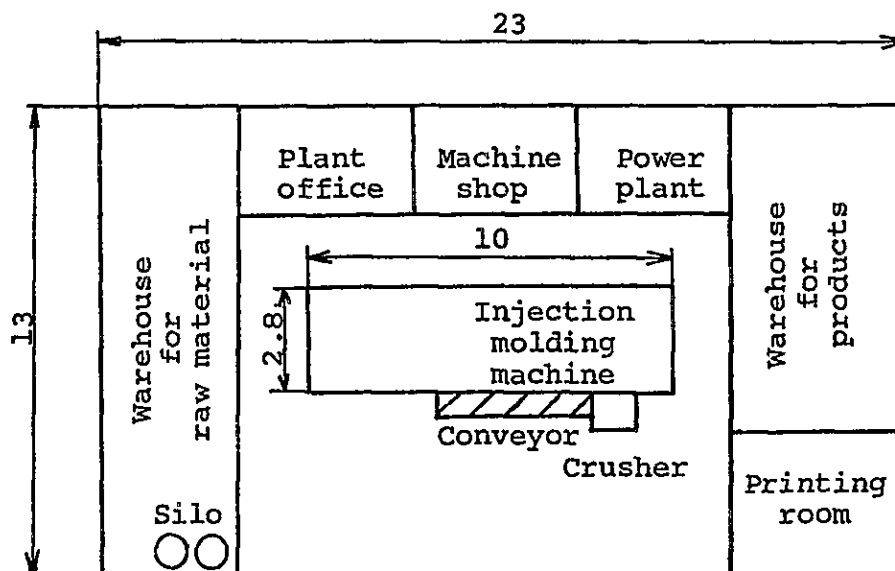 23
Plant
office
Machine
shop
Power
plant
10
13
Warehouse
for
raw material
2.8
Injection
molding
machine
Warehouse
for
products
Conveyor
Crusher
Silo
Printing
room